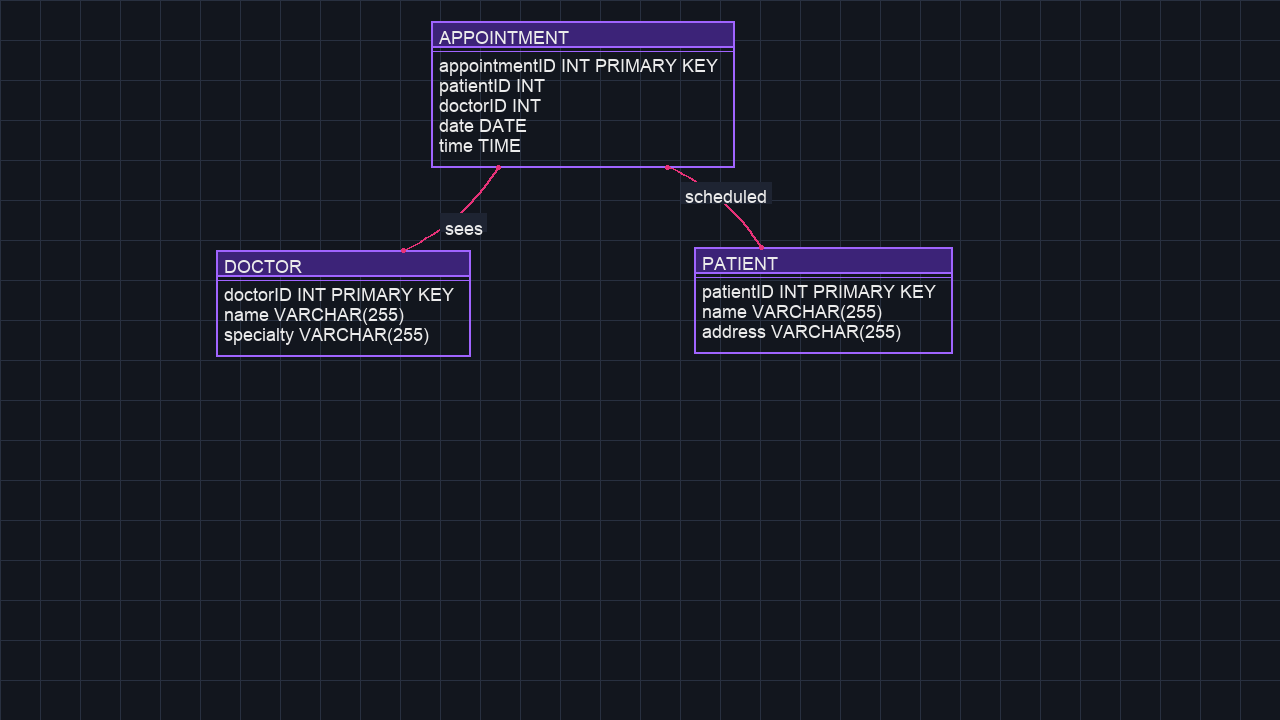 APPOINTMENT
appointmentID INT PRIMARY KEY
patientID INT
doctorID INT
date DATE
time TIME
scheduled
sees
DOCTOR
doctorID INT PRIMARY KEY
name VARCHAR(255)
specialty VARCHAR(255)
PATIENT
patientID INT PRIMARY KEY
name VARCHAR(255)
address VARCHAR(255)